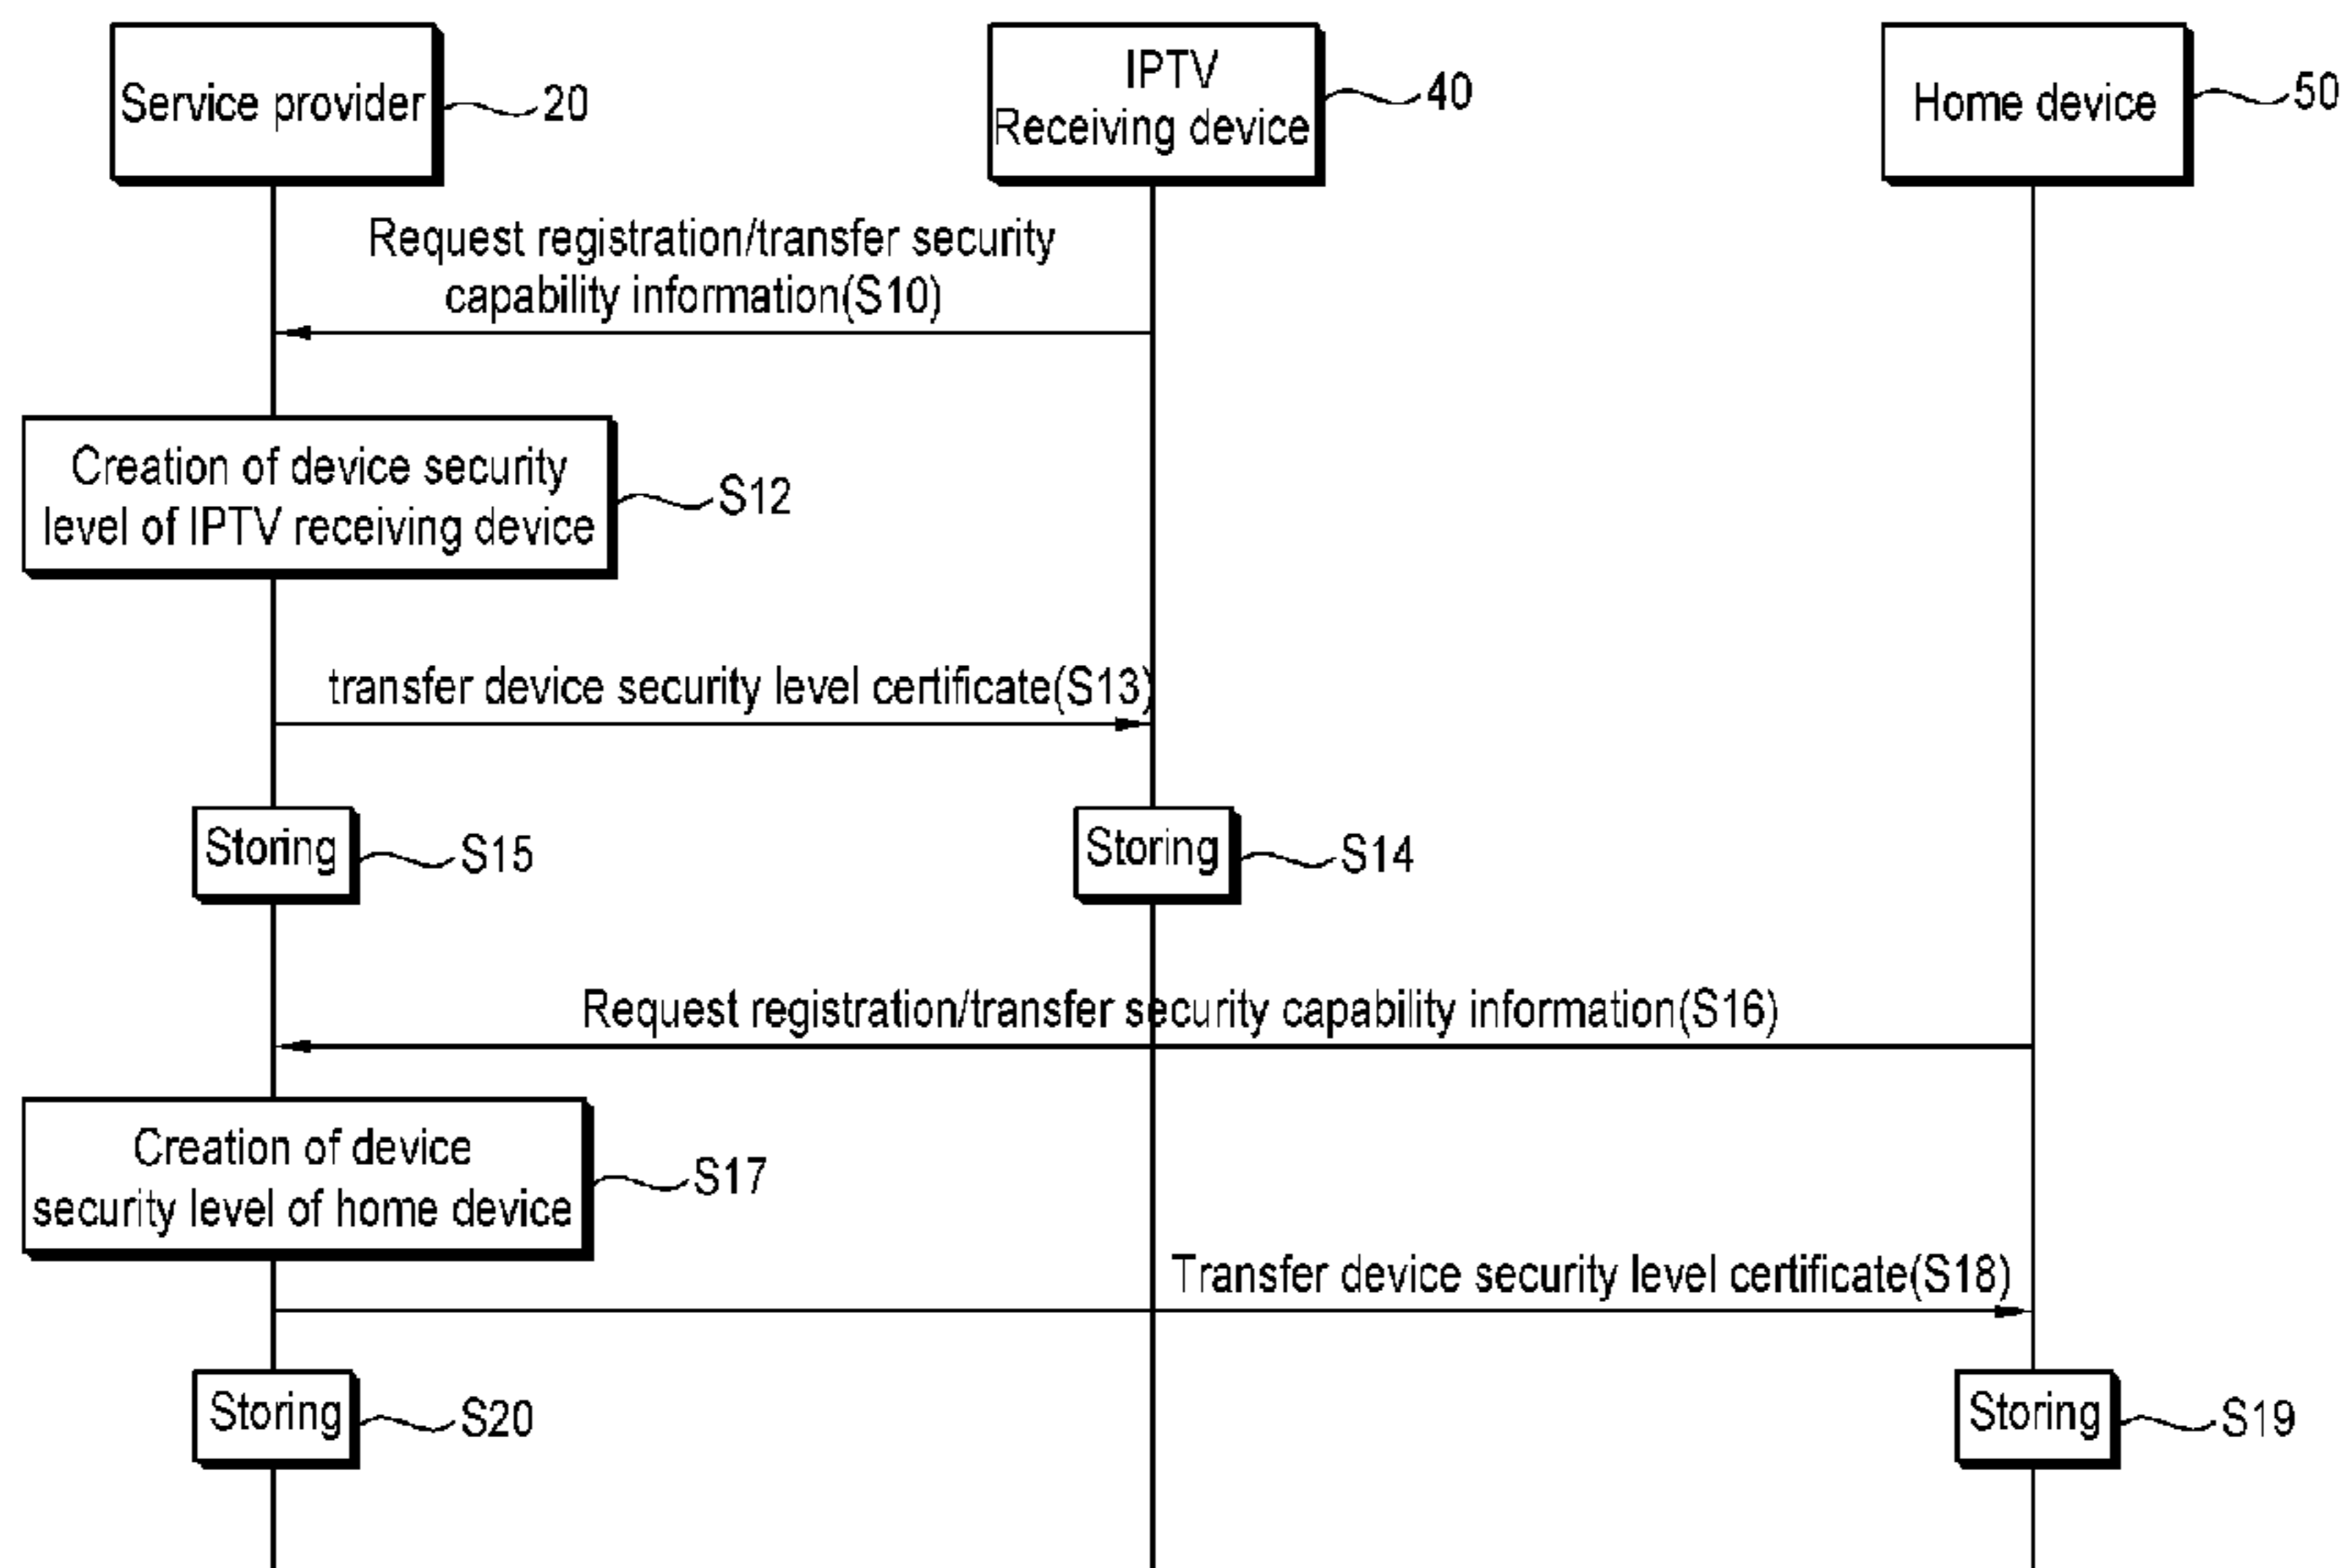 Service provider
20
IPTV
Receiving device
40
Home device
50
Request registration/transfer security
capability information(S10)
Creation of device security
level of IPTV receiving device
S12
transfer device security level certificate(S13)
Storing
S15
Storing
S14
Request registration/transfer security capability information(S16)
Creation of device
security level of home device
S17
Transfer device security level certificate(S18)
Storing
S20
Storing
S19